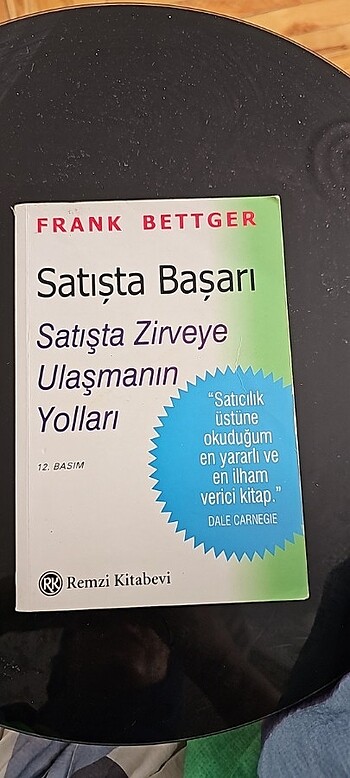 FRANK BETTGER
Satışta Başarı
Satışta Zirveye
Ulaşmanın
Yolları
12. BASIM
“Satıcılık
üstüne
okuduğum
en yararlı ve
en ilham
verici kitap.”
DALE CARNEGIE
RK Remzi Kitabevi